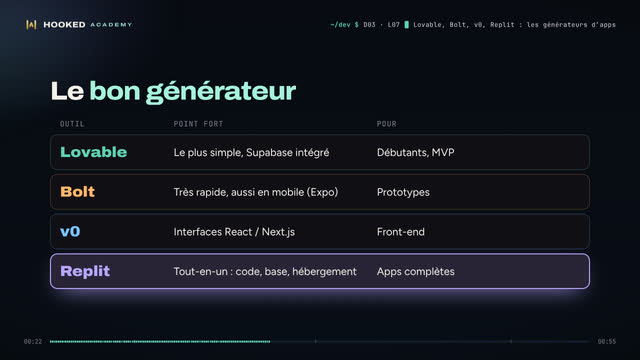 HOOKED ACADEMY
~/dev $ D03 · L07 Lovable, Bolt, v0, Replit : les générateurs d'apps
Le bon générateur
OUTIL POINT FORT POUR
Lovable Le plus simple, Supabase intégré Débutants, MVP
Bolt Très rapide, aussi en mobile (Expo) Prototypes
v0 Interfaces React / Next.js Front-end
Replit Tout-en-un : code, base, hébergement Apps complètes
00:22 00:55